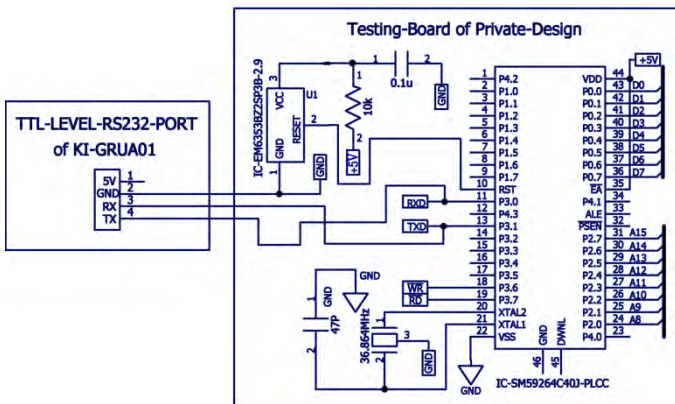 Testing-Board of Private-Design
TTL-LEVEL-RS232-PORT
of KI-GRUA01
5V 1
GND 2
RX 3
TX 4
IC-EM6353BZ2SP3B-2.9
3
VCC
U1
RESET
2
GND
1
GND
1
10k
2
+5V
1
2
0.1u
GND
+5V
RXD
TXD
WR
RD
GND
GND
1
47P
2
36.864MHz
1
3
2
GND
GND
1 P4.2
2 P1.0
3 P1.1
4 P1.2
5 P1.3
6 P1.4
7 P1.5
8 P1.6
9 P1.7
10 RST
11 P3.0
12 P4.3
13 P3.1
14 P3.2
15 P3.3
16 P3.4
17 P3.5
18 P3.6
19 P3.7
20 XTAL2
21 XTAL1
22 VSS
VDD 44
P0.0 43 D0
P0.1 42 D1
P0.2 41 D2
P0.3 40 D3
P0.4 39 D4
P0.5 38 D5
P0.6 37 D6
P0.7 36 D7
EA 35
P4.1 34
ALE 33
PSEN 32
P2.7 31 A15
P2.6 30 A14
P2.5 29 A13
P2.4 28 A12
P2.3 27 A11
P2.2 26 A10
P2.1 25 A9
P2.0 24 A8
P4.0 23
GND
DWNL
46
45
IC-SM59264C40J-PLCC